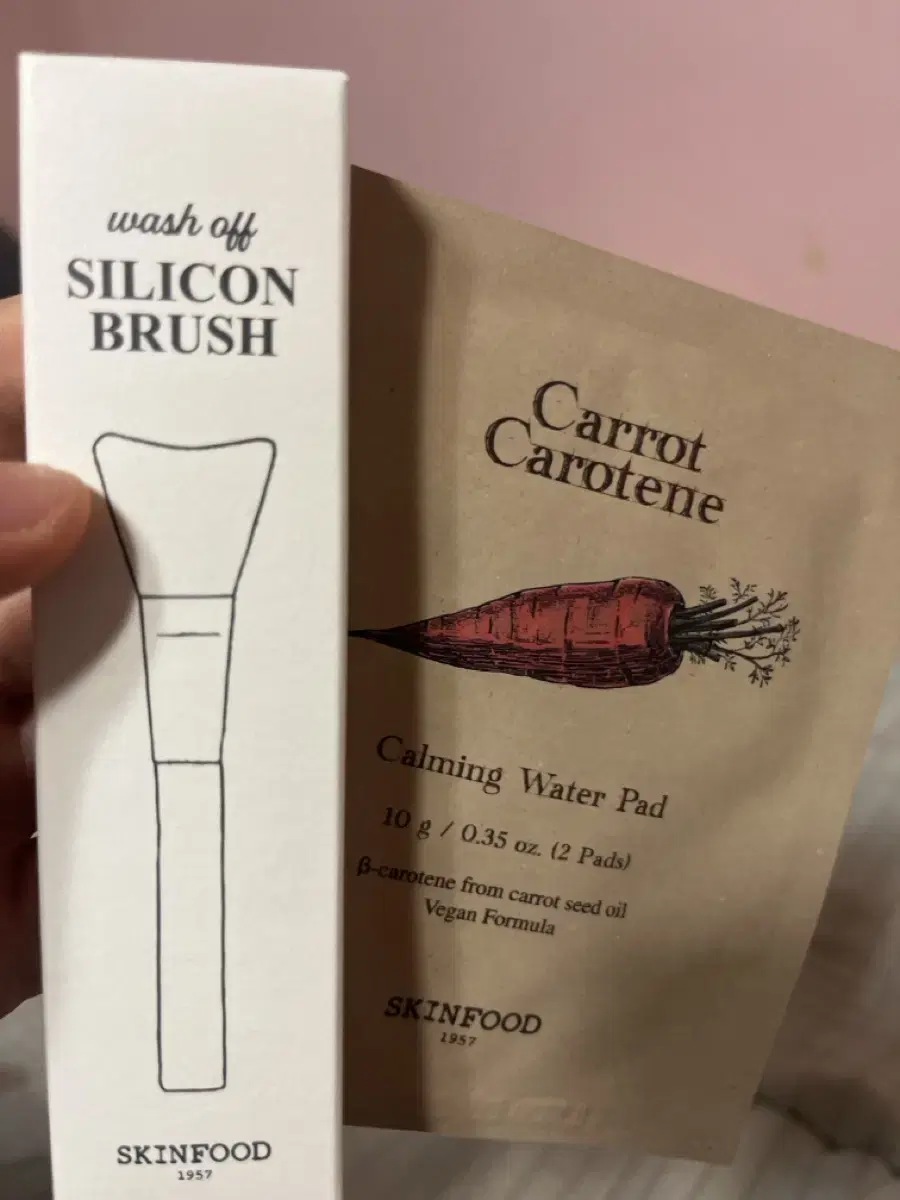 wash off
SILICON
BRUSH
SKINFOOD
1957
Carrot
Carotene
Calming Water Pad
10 g / 0.35 oz. (2 Pads)
β-carotene from carrot seed oil
Vegan Formula
SKINFOOD
1957